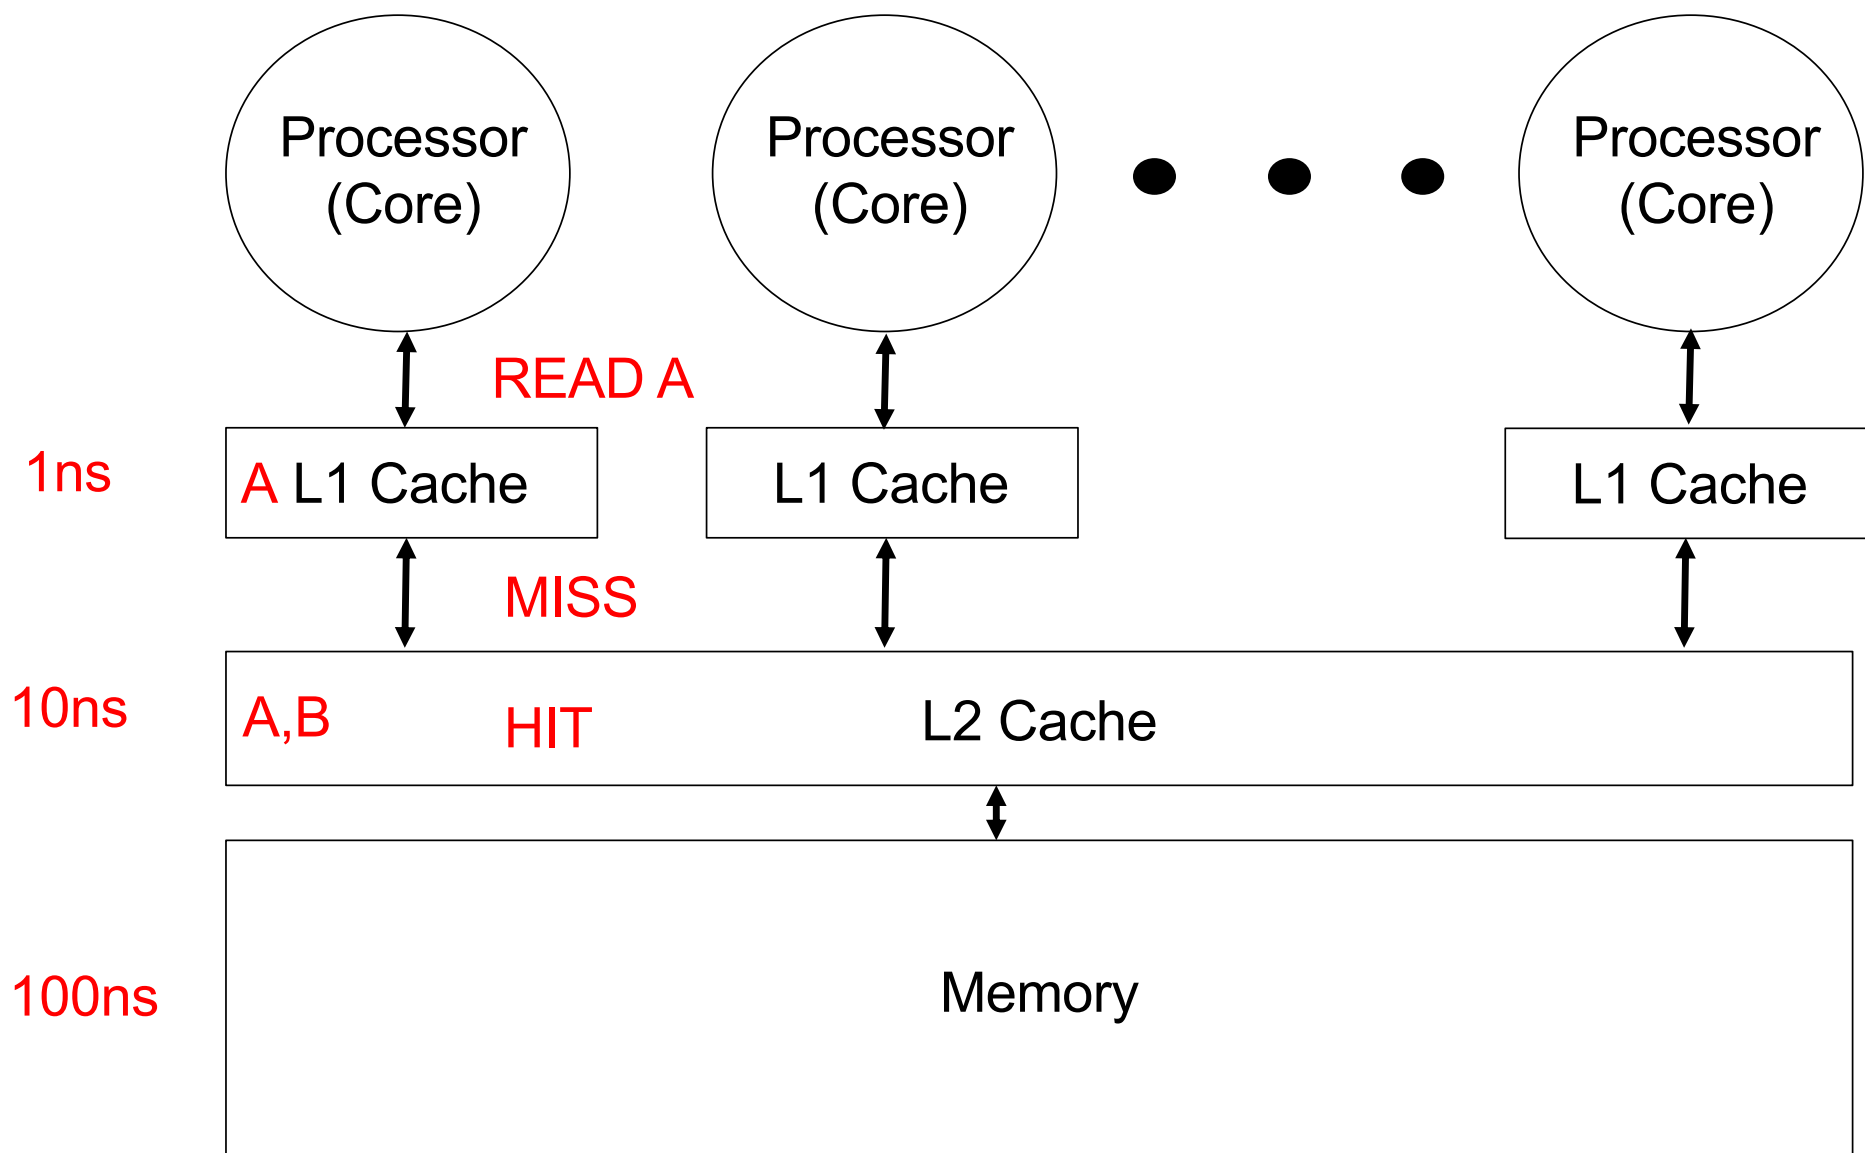 Processor
(Core)
Processor
(Core)
Processor
(Core)
READ A
1ns
A L1 Cache
L1 Cache
L1 Cache
MISS
10ns
A,B
HIT
L2 Cache
100ns
Memory